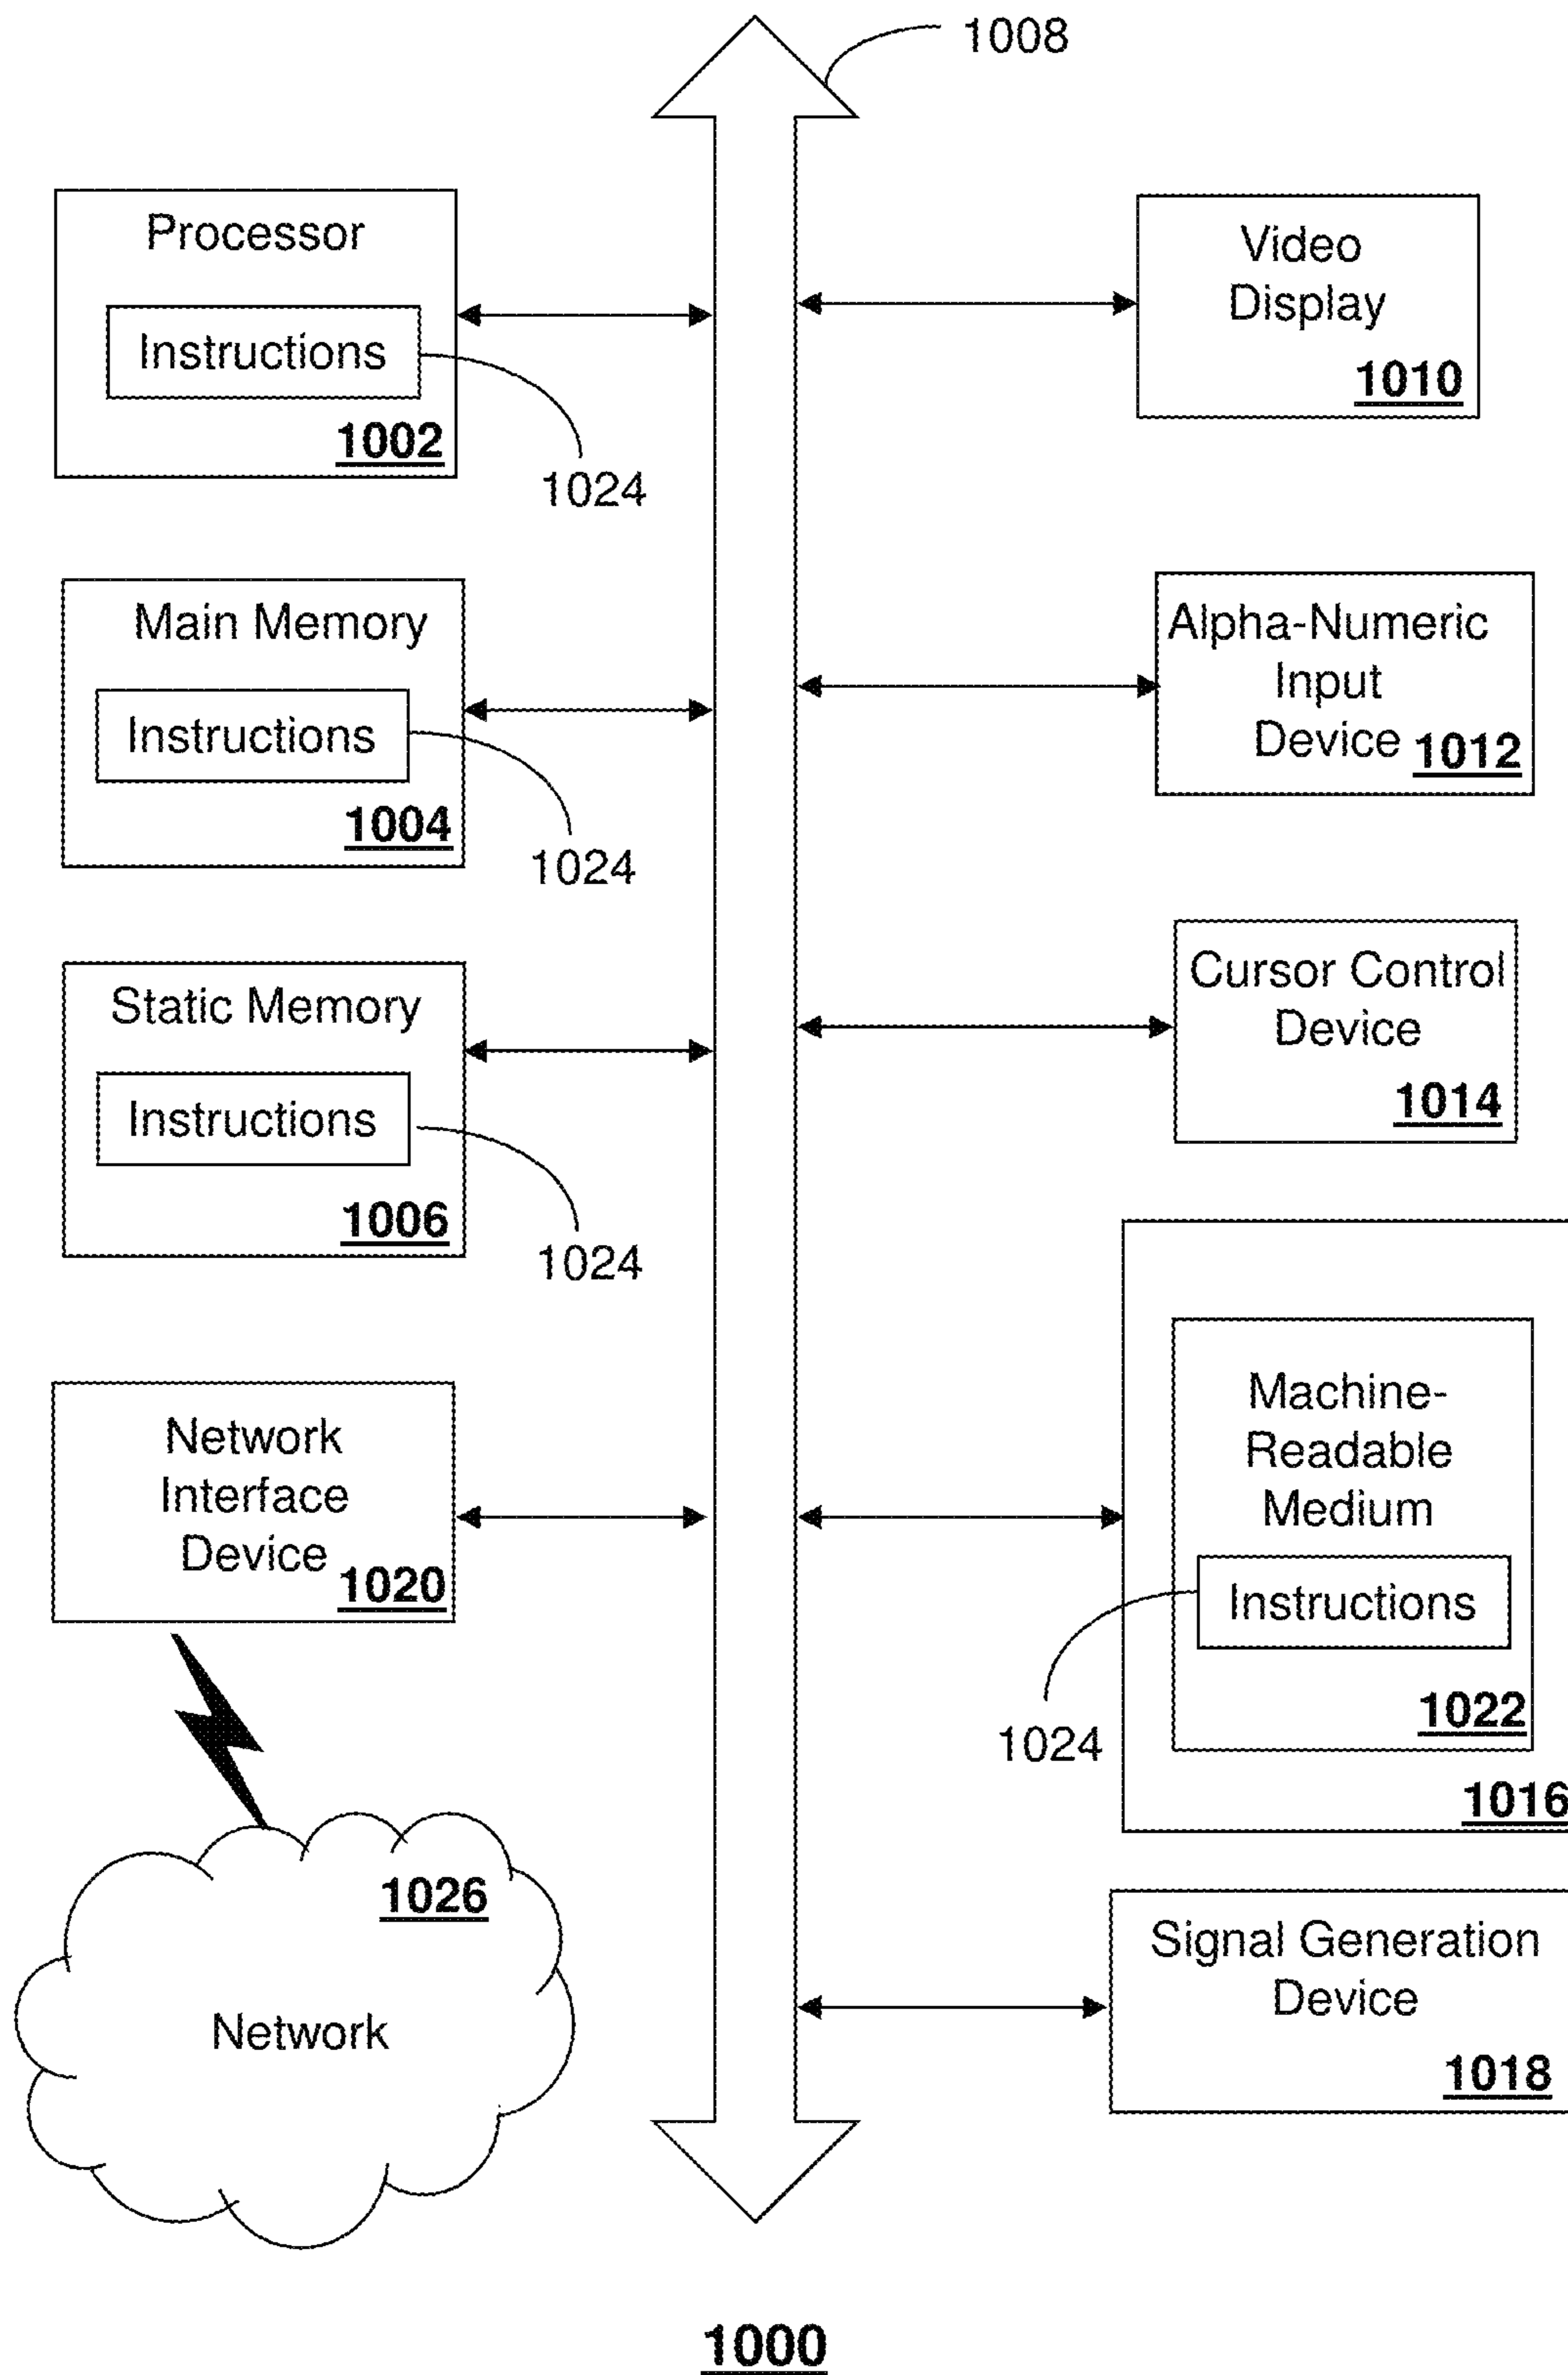 1008
Processor
Instructions
1002
1024
Main Memory
Instructions
1004
1024
Static Memory
Instructions
1006
1024
Network
Interface
Device
1020
1026
Network
Video
Display
1010
Alpha-Numeric
Input
Device
1012
Cursor Control
Device
1014
Machine-
Readable
Medium
Instructions
1024
1022
1016
Signal Generation
Device
1018
1000